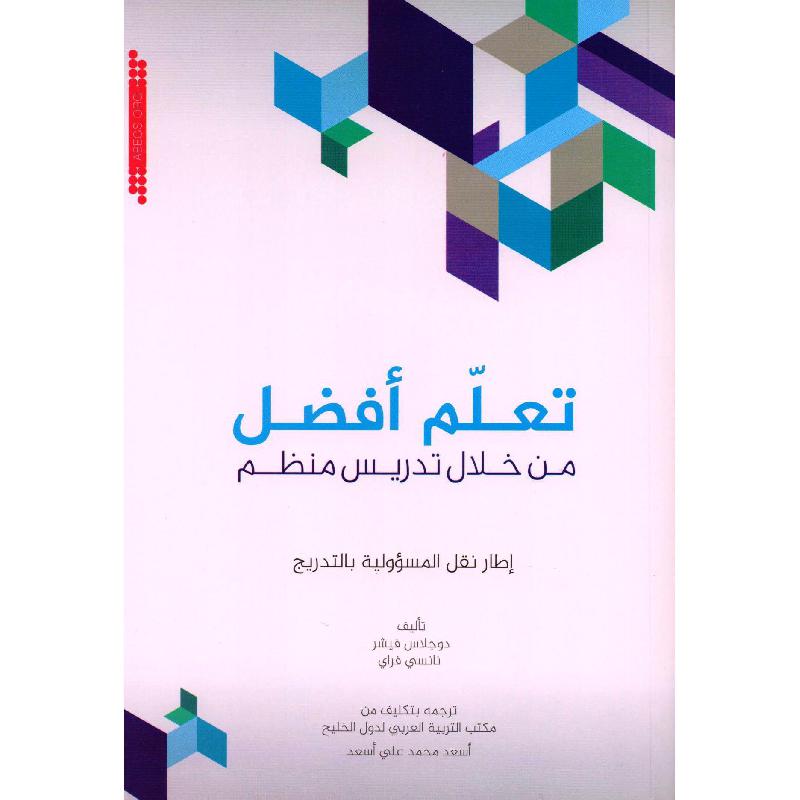 ABEGS.ORG
تعلّم أفضل
من خلال تدريس منظم
إطار نقل المسؤولية بالتدريج
تأليف
دوجلاس فيشر
نانسي فراي
ترجمه بتكليف من
مكتب التربية العربي لدول الخليج
أسعد محمد علي أسعد